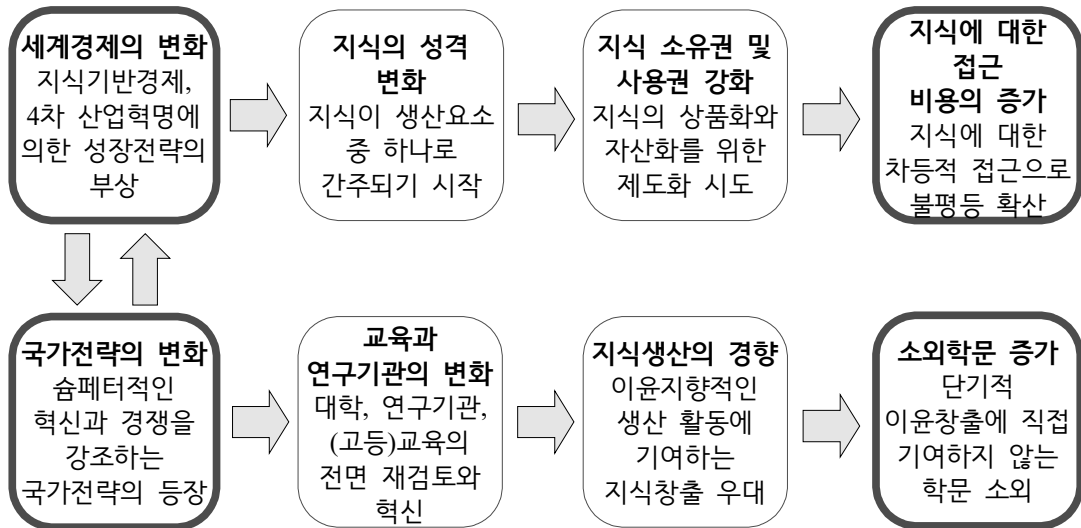 세계경제의 변화
지식기반경제,
4차 산업혁명에
의한 성장전략의
부상
지식의 성격
변화
지식이 생산요소
중 하나로
간주되기 시작
지식 소유권 및
사용권 강화
지식의 상품화와
자산화를 위한
제도화 시도
지식에 대한
접근
비용의 증가
지식에 대한
차등적 접근으로
불평등 확산
국가전략의 변화
슘페터적인
혁신과 경쟁을
강조하는
국가전략의 등장
교육과
연구기관의 변화
대학, 연구기관,
(고등)교육의
전면 재검토와
혁신
지식생산의 경향
이윤지향적인
생산 활동에
기여하는
지식창출 우대
소외학문 증가
단기적
이윤창출에 직접
기여하지 않는
학문 소외